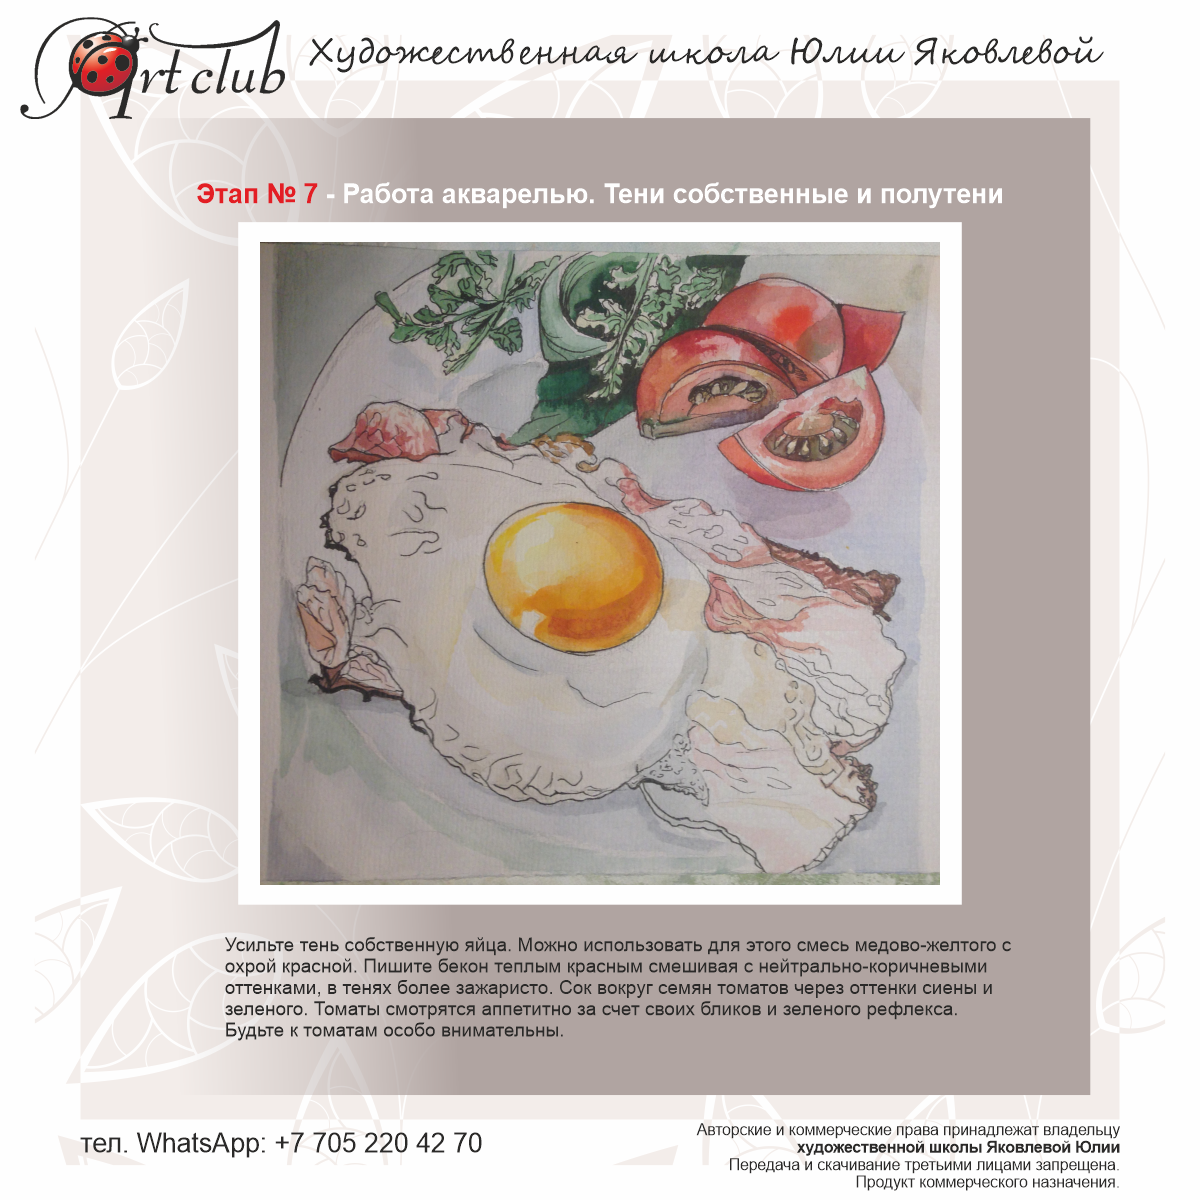 Art club
Художественная школа Юлии Яковлевой
Этап № 7 - Работа акварелью. Тени собственные и полутени
Усильте тень собственную яйца. Можно использовать для этого смесь медово-желтого с
охрой красной. Пишите бекон теплым красным смешивая с нейтрально-коричневыми
оттенками, в тенях более зажаристо. Сок вокруг семян томатов через оттенки сиены и
зеленого. Томаты смотрятся аппетитно за счет своих бликов и зеленого рефлекса.
Будьте к томатам особо внимательны.
тел. WhatsApp: +7 705 220 42 70
Авторские и коммерческие права принадлежат владельцу
художественной школы Яковлевой Юлии
Передача и скачивание третьими лицами запрещена.
Продукт коммерческого назначения.